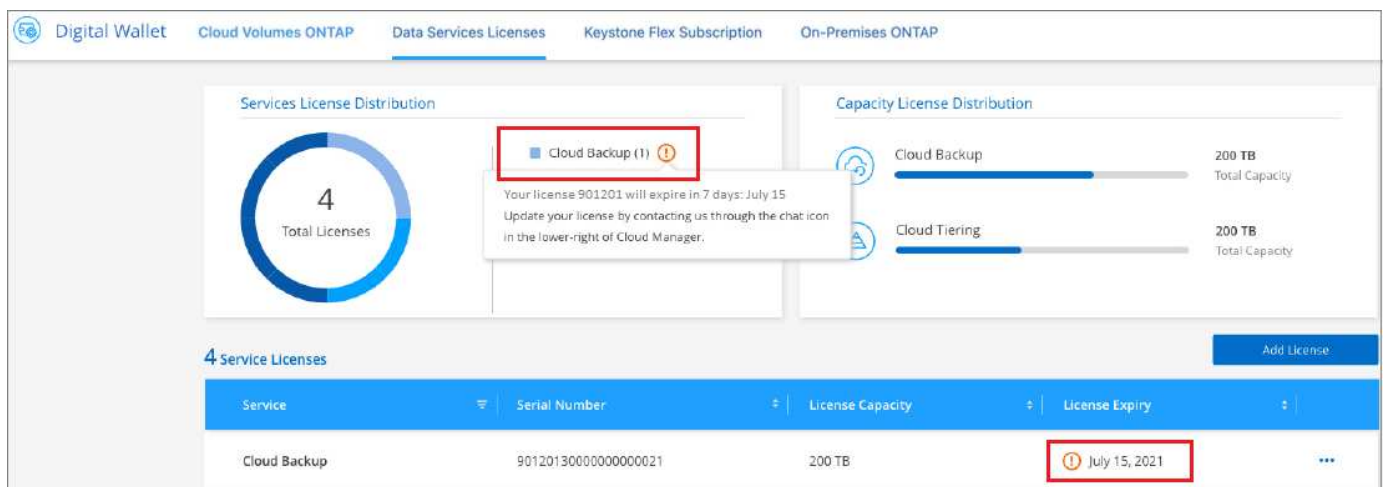 Digital Wallet
Cloud Volumes ONTAP
Data Services Licenses
Keystone Flex Subscription
On-Premises ONTAP
Services License Distribution
4
Total Licenses
Cloud Backup (1)
Your license 901201 will expire in 7 days: July 15
Update your license by contacting us through the chat icon
in the lower-right of Cloud Manager.
Capacity License Distribution
Cloud Backup
200 TB
Total Capacity
Cloud Tiering
200 TB
Total Capacity
4 Service Licenses
Add License
Service
Serial Number
License Capacity
License Expiry
Cloud Backup
90120130000000000021
200 TB
July 15, 2021